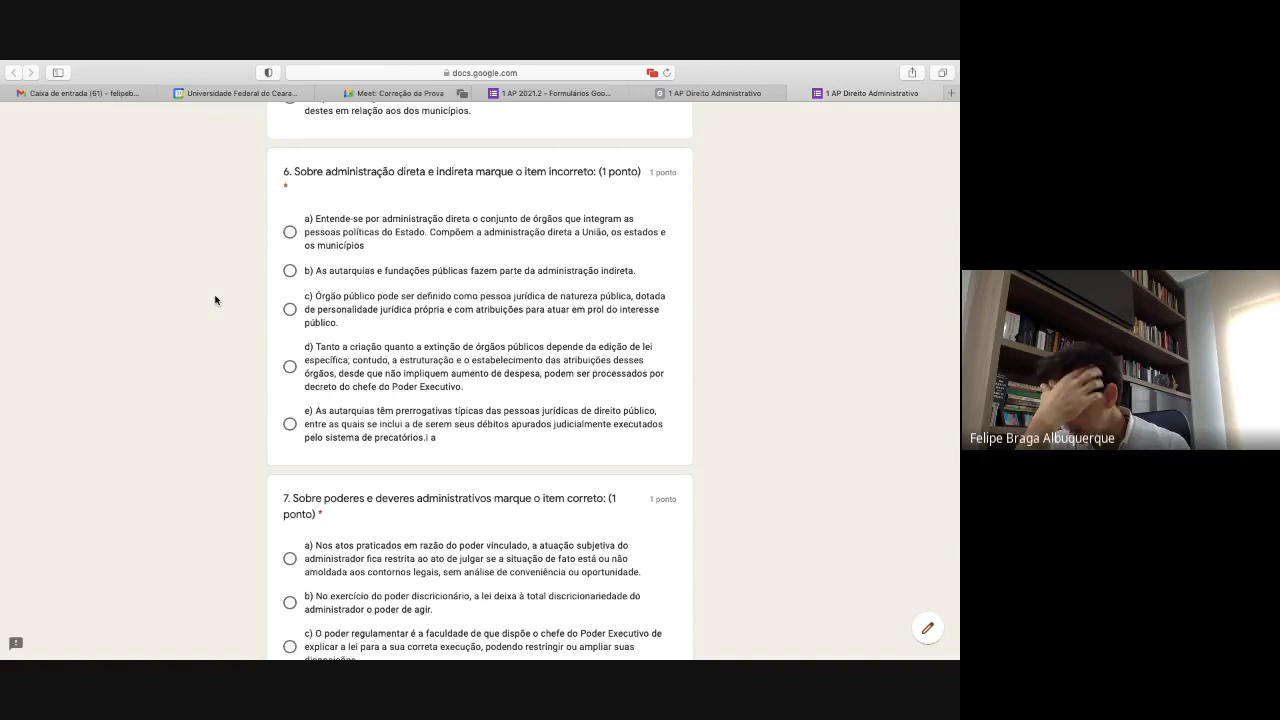 docs.google.com
Caixa de entrada (61) - felipeb...
Universidade Federal do Ceara...
Meet: Correção da Prova
1 AP 2021.2 - Formulários Goo...
1 AP Direito Administrativo
1 AP Direito Administrativo
destes em relação aos dos municípios.
6. Sobre administração direta e indireta marque o item incorreto: (1 ponto)
1 ponto
*
a) Entende-se por administração direta o conjunto de órgãos que integram as
pessoas políticas do Estado. Compõem a administração direta a União, os estados e
os municípios
b) As autarquias e fundações públicas fazem parte da administração indireta.
c) Órgão público pode ser definido como pessoa jurídica de natureza pública, dotada
de personalidade jurídica própria e com atribuições para atuar em prol do interesse
público.
d) Tanto a criação quanto a extinção de órgãos públicos depende da edição de lei
específica; contudo, a estruturação e o estabelecimento das atribuições desses
órgãos, desde que não impliquem aumento de despesa, podem ser processados por
decreto do chefe do Poder Executivo.
e) As autarquias têm prerrogativas típicas das pessoas jurídicas de direito público,
entre as quais se inclui a de serem seus débitos apurados judicialmente executados
pelo sistema de precatórios.i a
7. Sobre poderes e deveres administrativos marque o item correto: (1
1 ponto
ponto) *
a) Nos atos praticados em razão do poder vinculado, a atuação subjetiva do
administrador fica restrita ao ato de julgar se a situação de fato está ou não
amoldada aos contornos legais, sem análise de conveniência ou oportunidade.
b) No exercício do poder discricionário, a lei deixa à total discricionariedade do
administrador o poder de agir.
c) O poder regulamentar é a faculdade de que dispõe o chefe do Poder Executivo de
explicar a lei para a sua correta execução, podendo restringir ou ampliar suas
disposições.
Felipe Braga Albuquerque